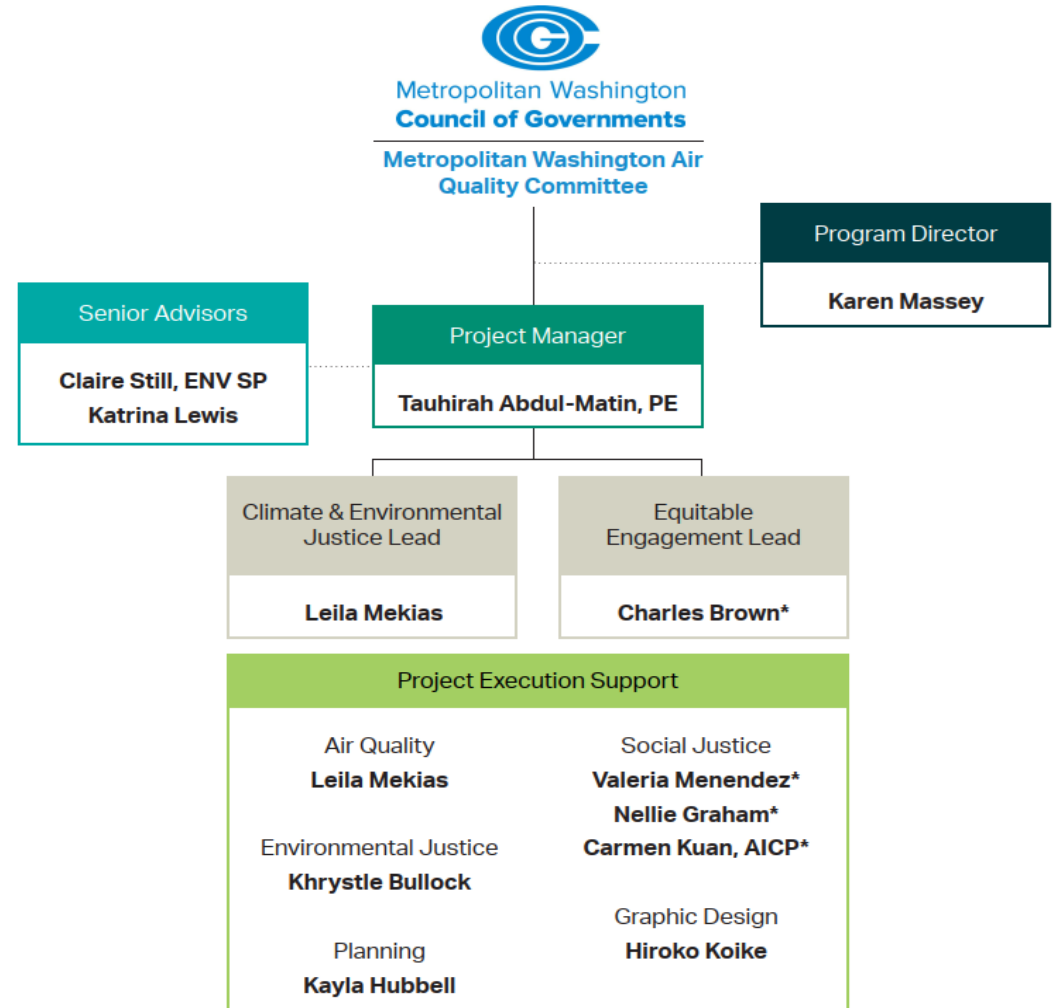 Metropolitan Washington
Council of Governments
Metropolitan Washington Air
Quality Committee
Program Director
Karen Massey
Senior Advisors
Claire Still, ENV SP
Katrina Lewis
Project Manager
Tauhirah Abdul-Matin, PE
Climate & Environmental
Justice Lead
Leila Mekias
Equitable
Engagement Lead
Charles Brown*
Project Execution Support
Air Quality
Leila Mekias
Environmental Justice
Khrystle Bullock
Planning
Kayla Hubbell
Social Justice
Valeria Menendez*
Nellie Graham*
Carmen Kuan, AICP*
Graphic Design
Hiroko Koike